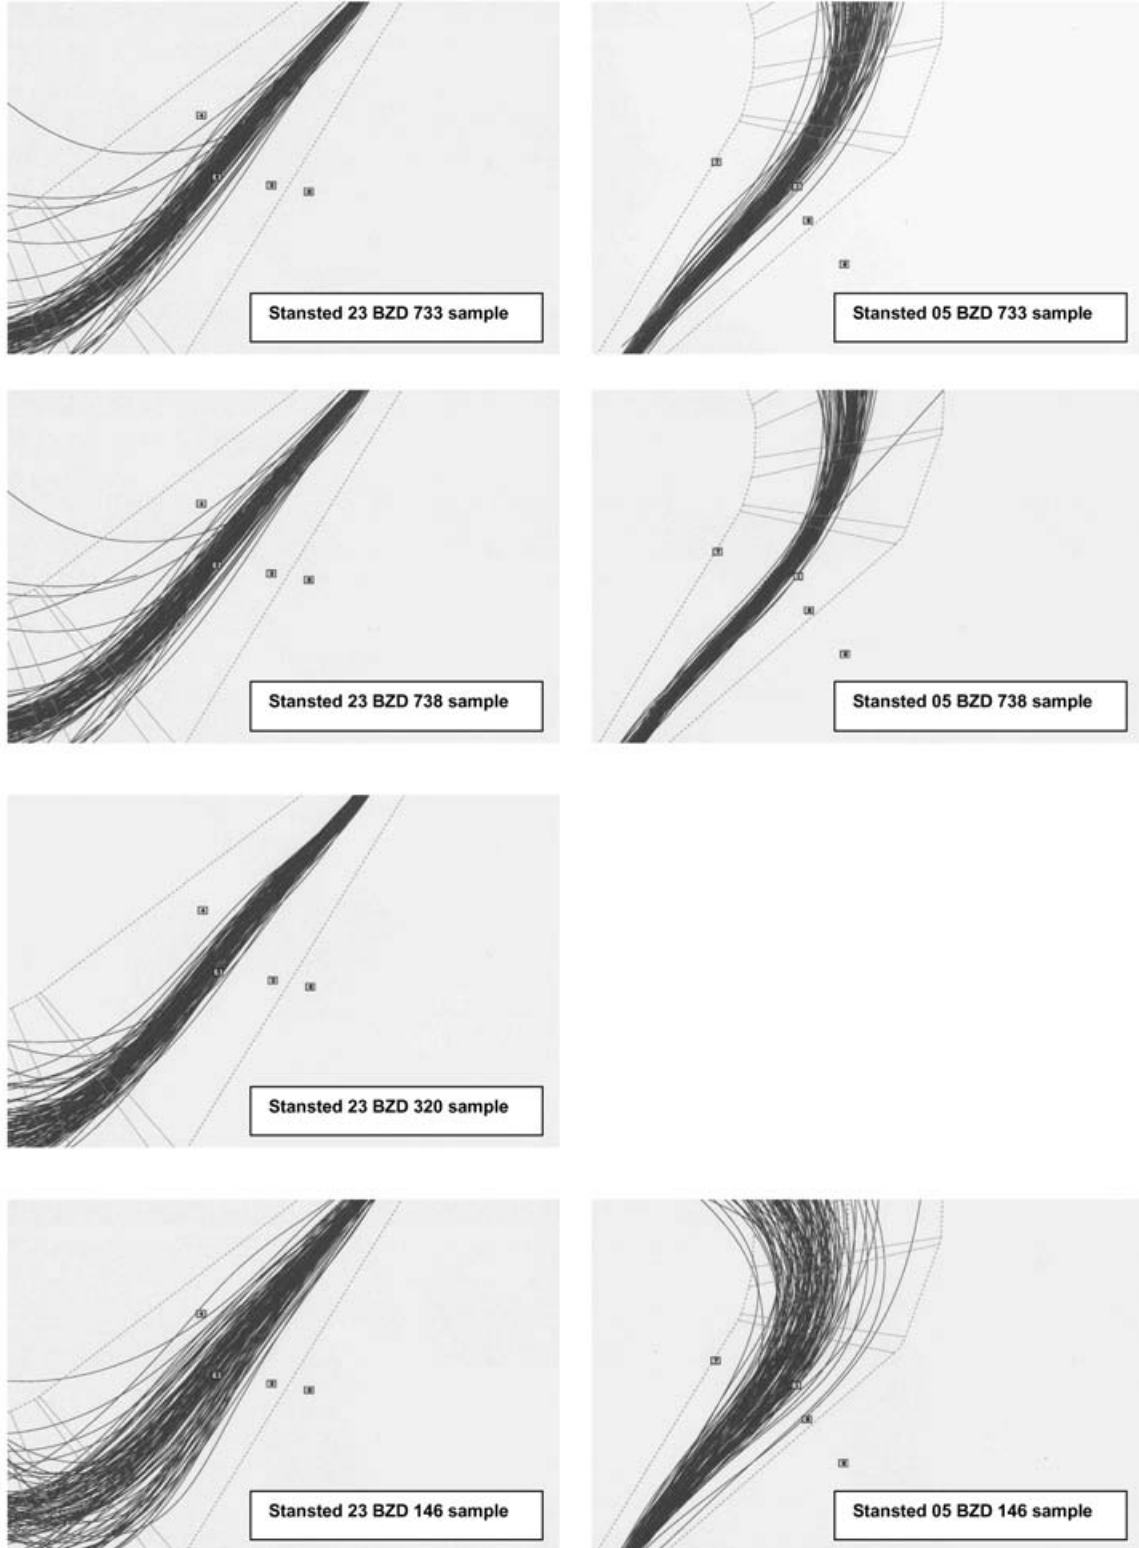 Stansted 23 BZD 733 sample
Stansted 05 BZD 733 sample
Stansted 23 BZD 738 sample
Stansted 05 BZD 738 sample
Stansted 23 BZD 320 sample
Stansted 23 BZD 146 sample
Stansted 05 BZD 146 sample